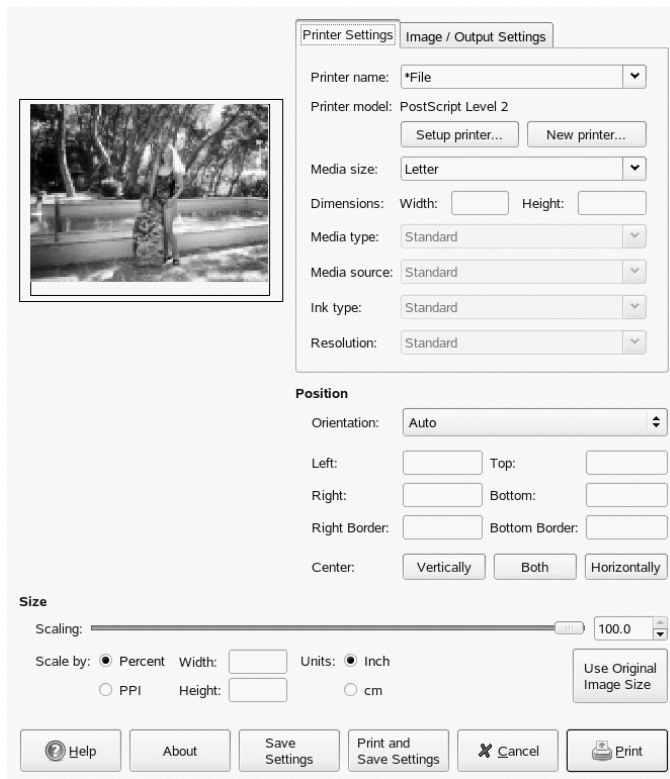 Printer Settings
Image / Output Settings
Printer name: *File
Printer model: PostScript Level 2
Setup printer... New printer...
Media size: Letter
Dimensions: Width: Height:
Media type: Standard
Media source: Standard
Ink type: Standard
Resolution: Standard
Position
Orientation: Auto
Left: Top:
Right: Bottom:
Right Border: Bottom Border:
Center: Vertically Both Horizontally
Size
Scaling: 100.0
Scale by: Percent Width: Units: Inch
PPI Height: cm
Use Original
Image Size
Help
About
Save
Settings
Print and
Save Settings
Cancel
Print